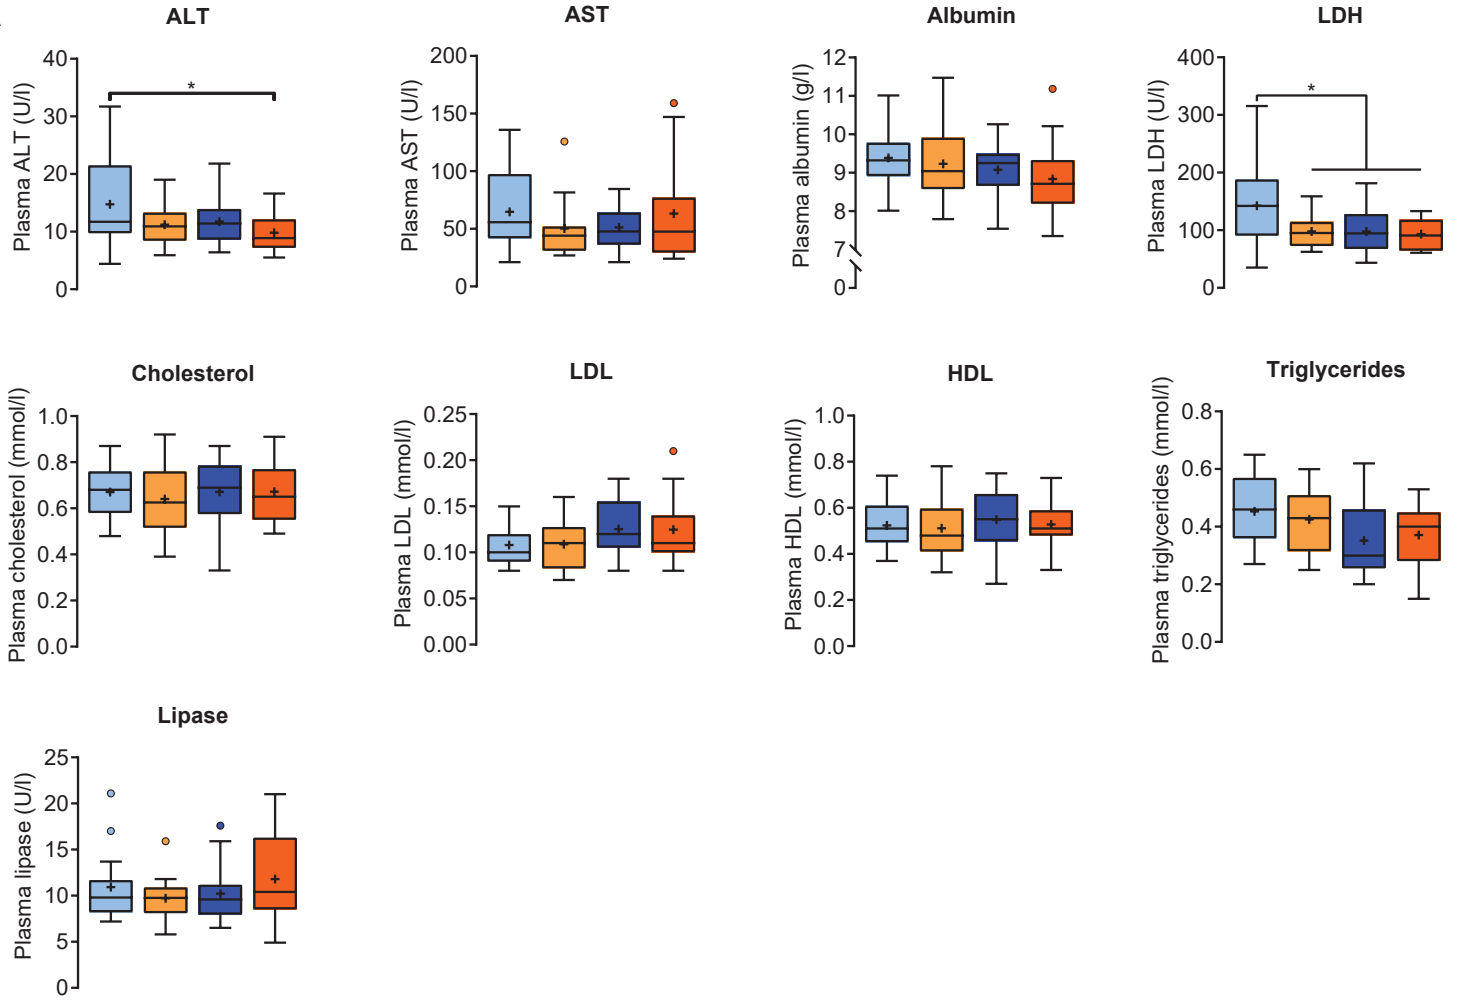 ALT
AST
Albumin
LDH
Plasma ALT (U/l)
40
30
20
10
0
*
Plasma AST (U/l)
200
150
100
50
0
Plasma albumin (g/l)
12
11
10
9
8
7
0
Plasma LDH (U/l)
400
300
200
100
0
*
Cholesterol
LDL
HDL
Triglycerides
Plasma cholesterol (mmol/l)
1.0
0.8
0.6
0.4
0.2
0.0
Plasma LDL (mmol/l)
0.25
0.20
0.15
0.10
0.05
0.00
Plasma HDL (mmol/l)
1.0
0.8
0.6
0.4
0.2
0.0
Plasma triglycerides (mmol/l)
0.8
0.6
0.4
0.2
0.0
Lipase
Plasma lipase (U/l)
25
20
15
10
5
0